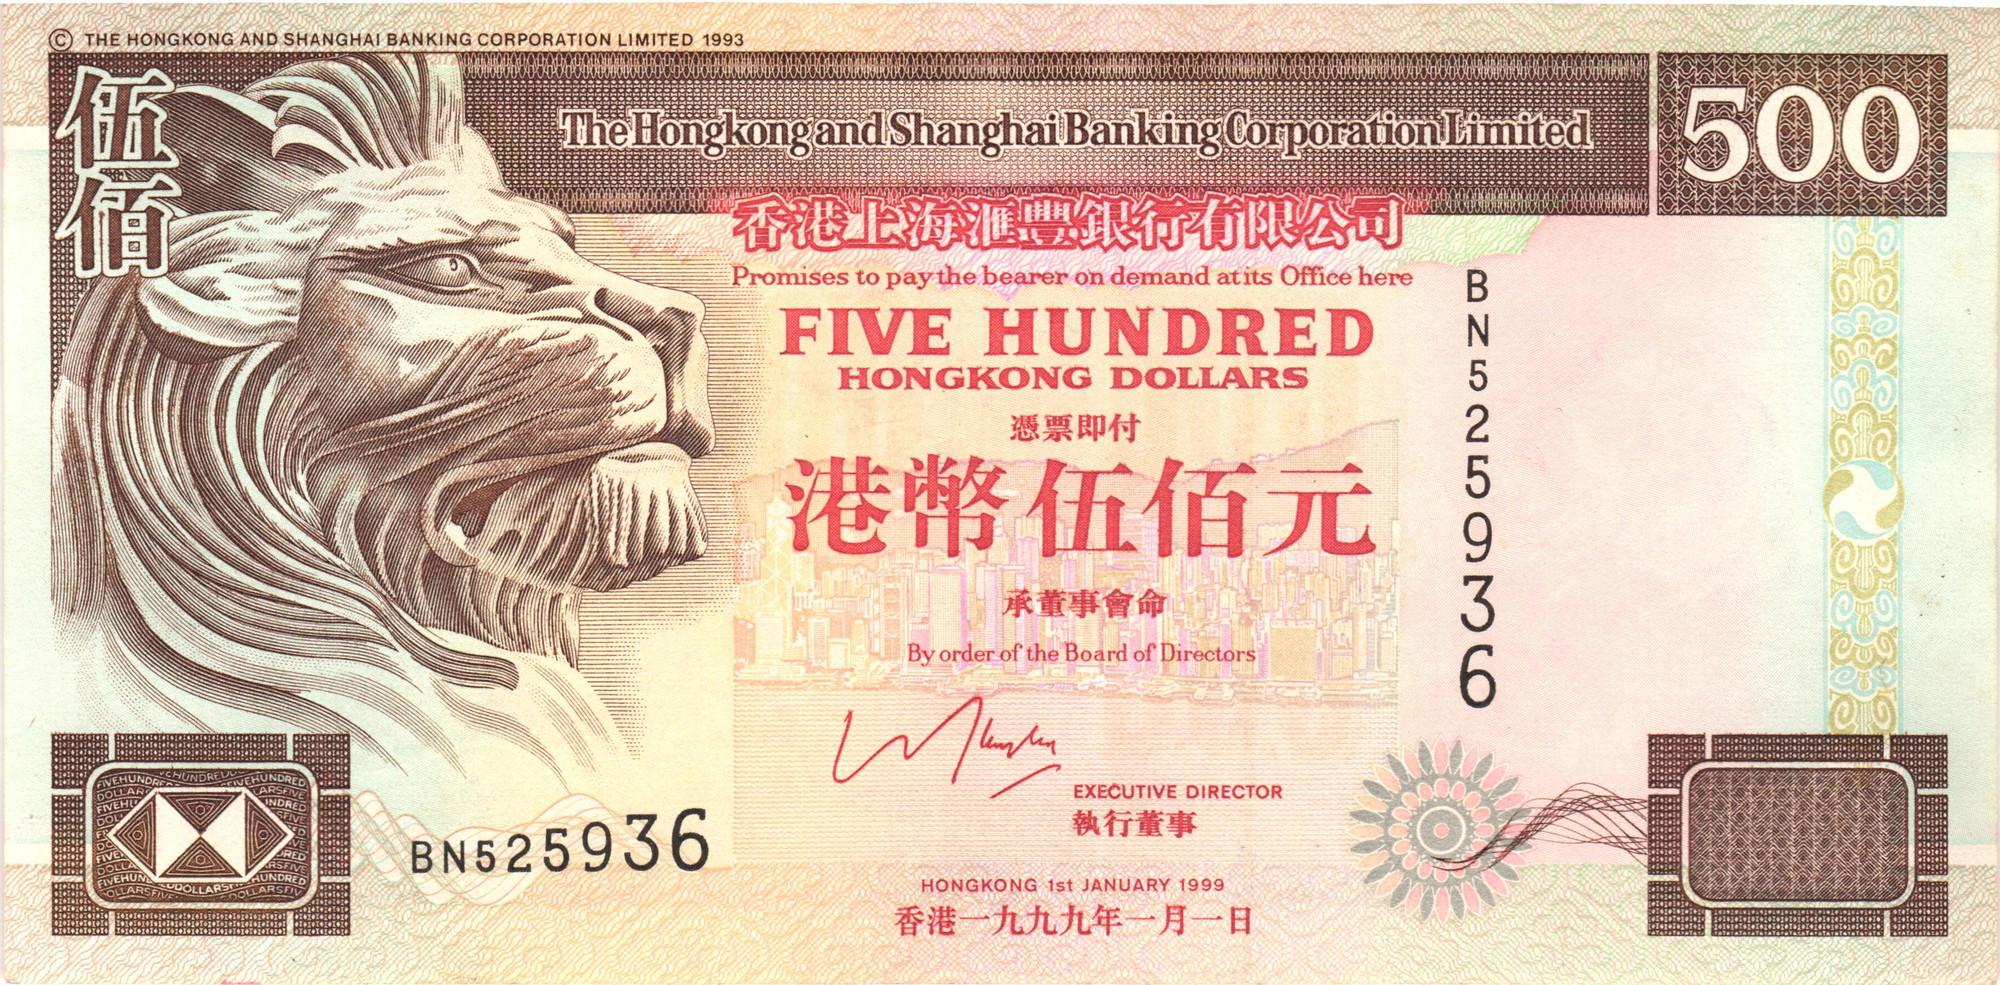 © THE HONGKONG AND SHANGHAI BANKING CORPORATION LIMITED 1993
伍佰
The Hongkong and Shanghai Banking Corporation Limited
500
香港上海滙豐銀行有限公司
Promises to pay the bearer on demand at its Office here
FIVE HUNDRED
HONGKONG DOLLARS
憑票即付
港幣伍佰元
承董事會命
By order of the Board of Directors
BN525936
EXECUTIVE DIRECTOR
執行董事
BN525936
HONGKONG 1st JANUARY 1999
香港一九九九年一月一日